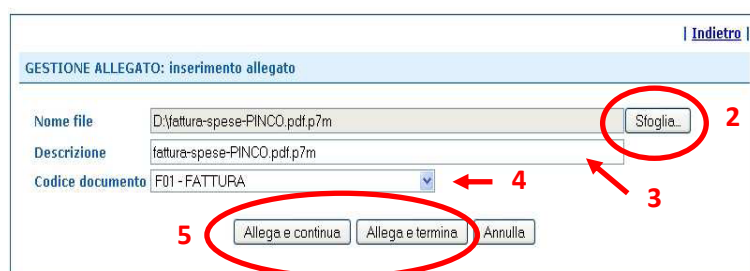 | Indietro |
GESTIONE ALLEGATO: inserimento allegato
Nome file D:\fattura-spese-PINCO.pdf.p7m Sfoglia... 2
Descrizione fattura-spese-PINCO.pdf.p7m
Codice documento F01 - FATTURA 4
3
5 Allega e continua Allega e termina Annulla